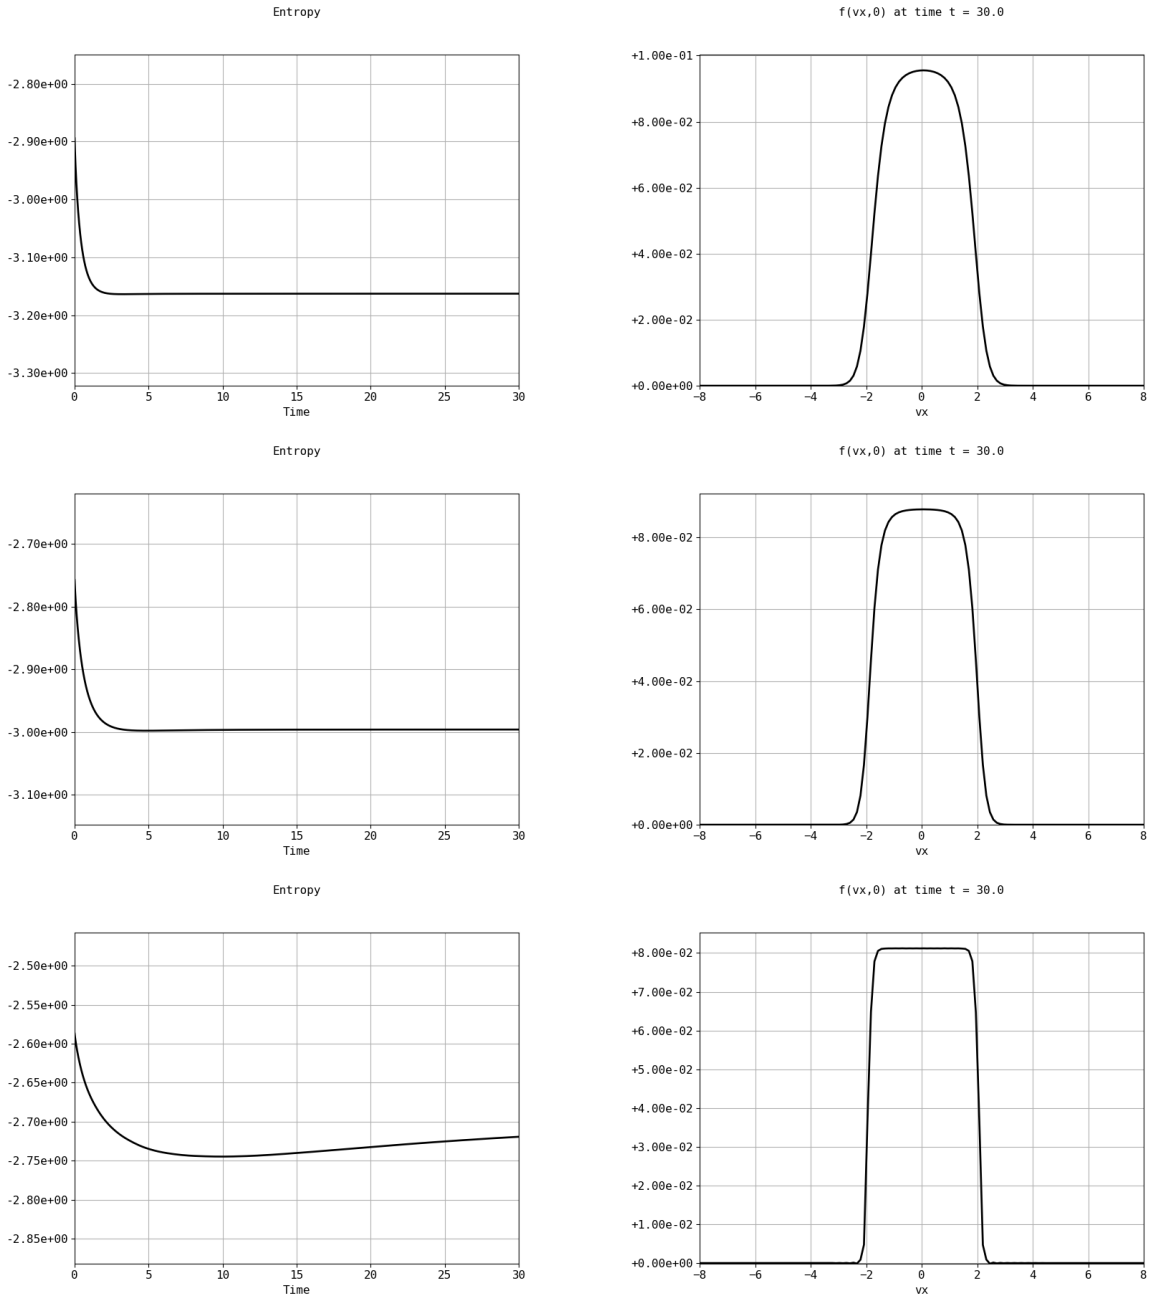 Entropy
f(vx,0) at time t = 30.0
-2.80e+00
-2.90e+00
-3.00e+00
-3.10e+00
-3.20e+00
-3.30e+00
0 5 10 15 20 25 30
Time
+1.00e-01
+8.00e-02
+6.00e-02
+4.00e-02
+2.00e-02
+0.00e+00
−8 −6 −4 −2 0 2 4 6 8
vx
Entropy
f(vx,0) at time t = 30.0
-2.70e+00
-2.80e+00
-2.90e+00
-3.00e+00
-3.10e+00
0 5 10 15 20 25 30
Time
+8.00e-02
+6.00e-02
+4.00e-02
+2.00e-02
+0.00e+00
−8 −6 −4 −2 0 2 4 6 8
vx
Entropy
f(vx,0) at time t = 30.0
-2.50e+00
-2.55e+00
-2.60e+00
-2.65e+00
-2.70e+00
-2.75e+00
-2.80e+00
-2.85e+00
0 5 10 15 20 25 30
Time
+8.00e-02
+7.00e-02
+6.00e-02
+5.00e-02
+4.00e-02
+3.00e-02
+2.00e-02
+1.00e-02
+0.00e+00
−8 −6 −4 −2 0 2 4 6 8
vx